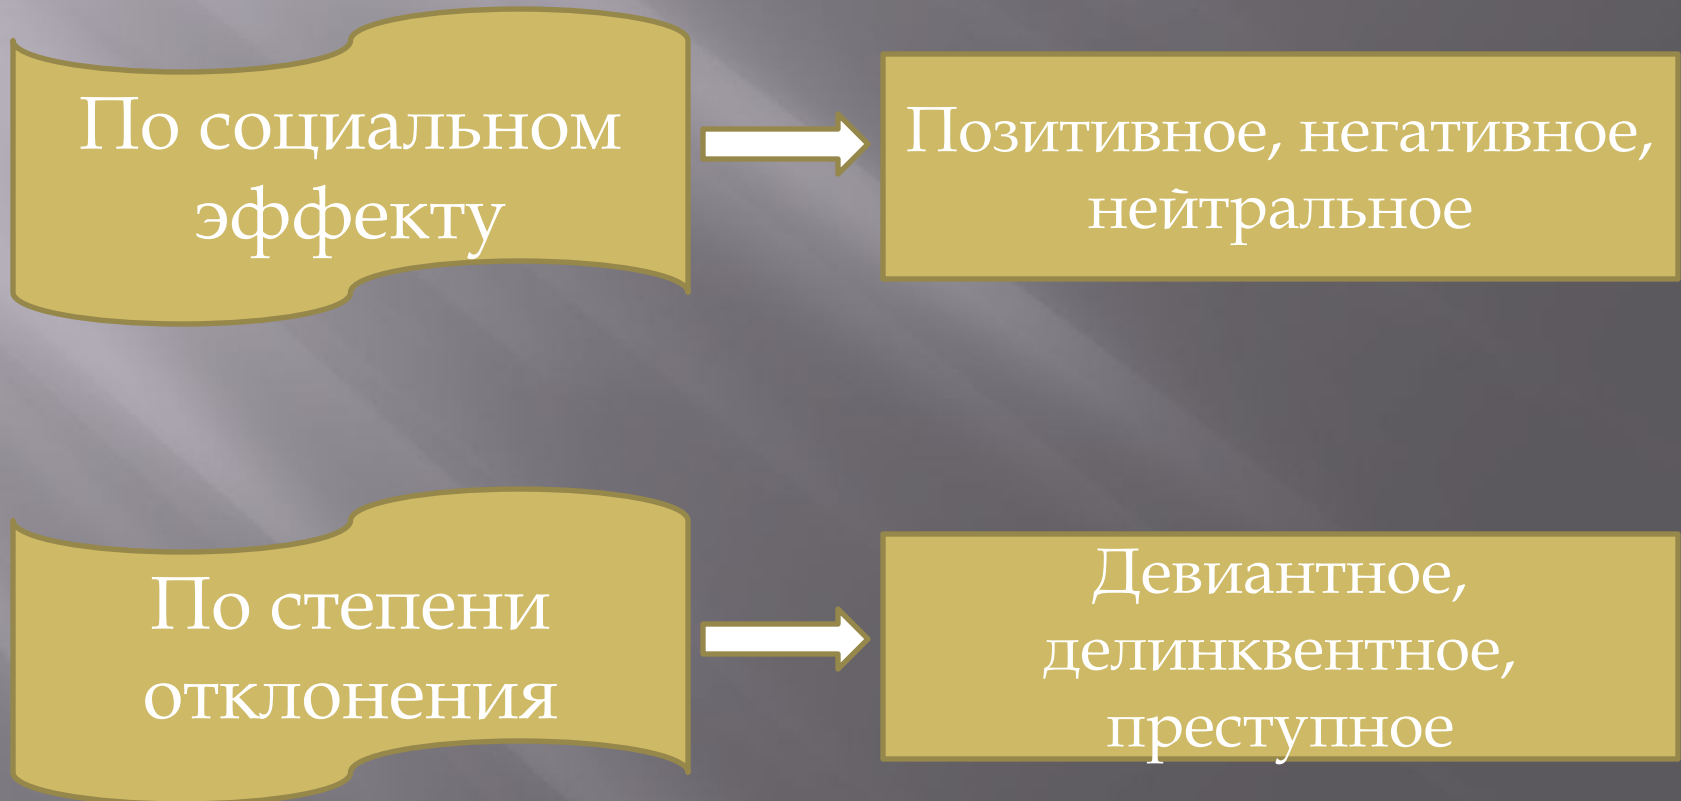 По социальном
эффекту
Позитивное, негативное,
нейтральное
По степени
отклонения
Девиантное,
делинквентное,
преступное